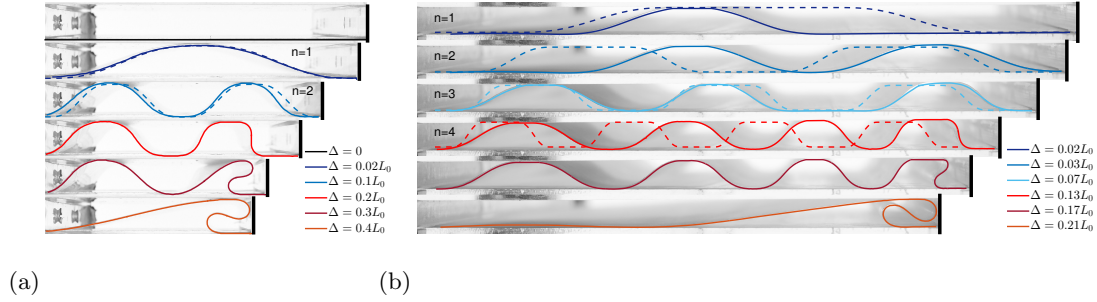 n=1
n=2
Δ = 0
Δ = 0.02L₀
Δ = 0.1L₀
Δ = 0.2L₀
Δ = 0.3L₀
Δ = 0.4L₀
(a)
n=1
n=2
n=3
n=4
Δ = 0.02L₀
Δ = 0.03L₀
Δ = 0.07L₀
Δ = 0.13L₀
Δ = 0.17L₀
Δ = 0.21L₀
(b)